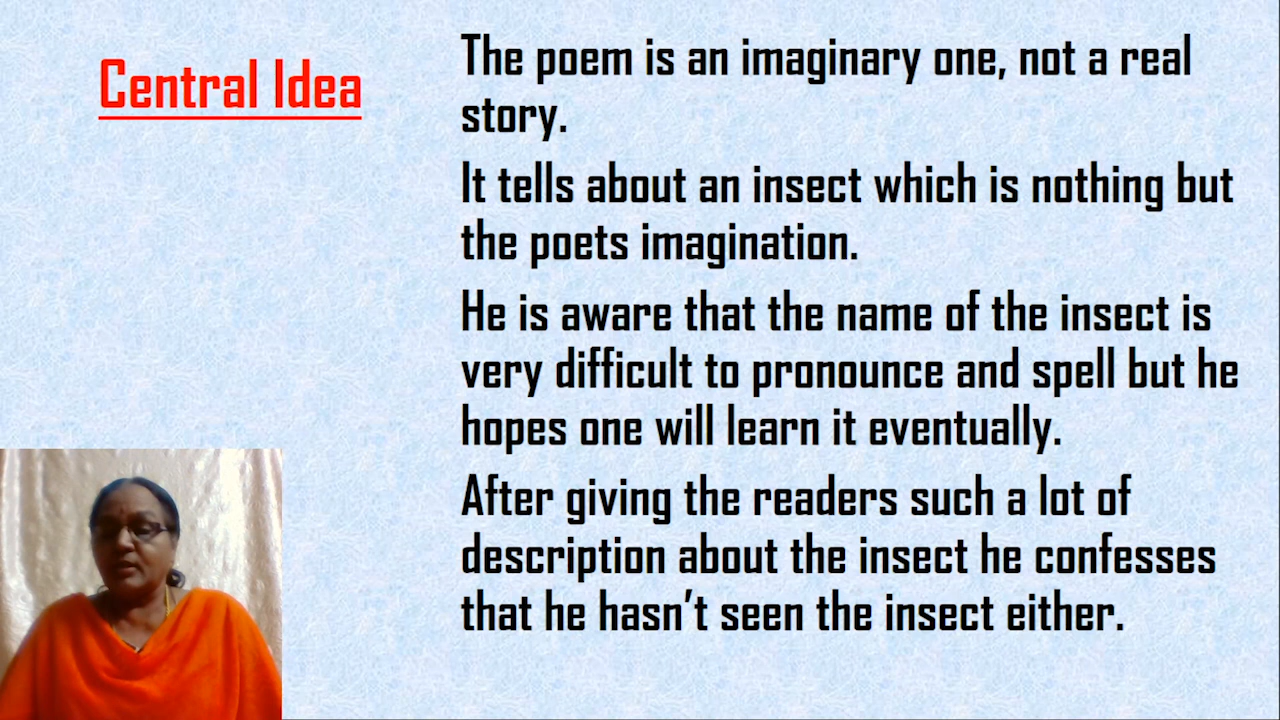 Central Idea
The poem is an imaginary one, not a real
story.
It tells about an insect which is nothing but
the poets imagination.
He is aware that the name of the insect is
very difficult to pronounce and spell but he
hopes one will learn it eventually.
After giving the readers such a lot of
description about the insect he confesses
that he hasn't seen the insect either.